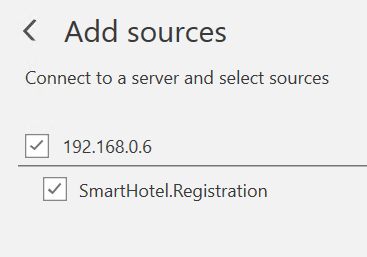 Add sources
Connect to a server and select sources
192.168.0.6
SmartHotel.Registration